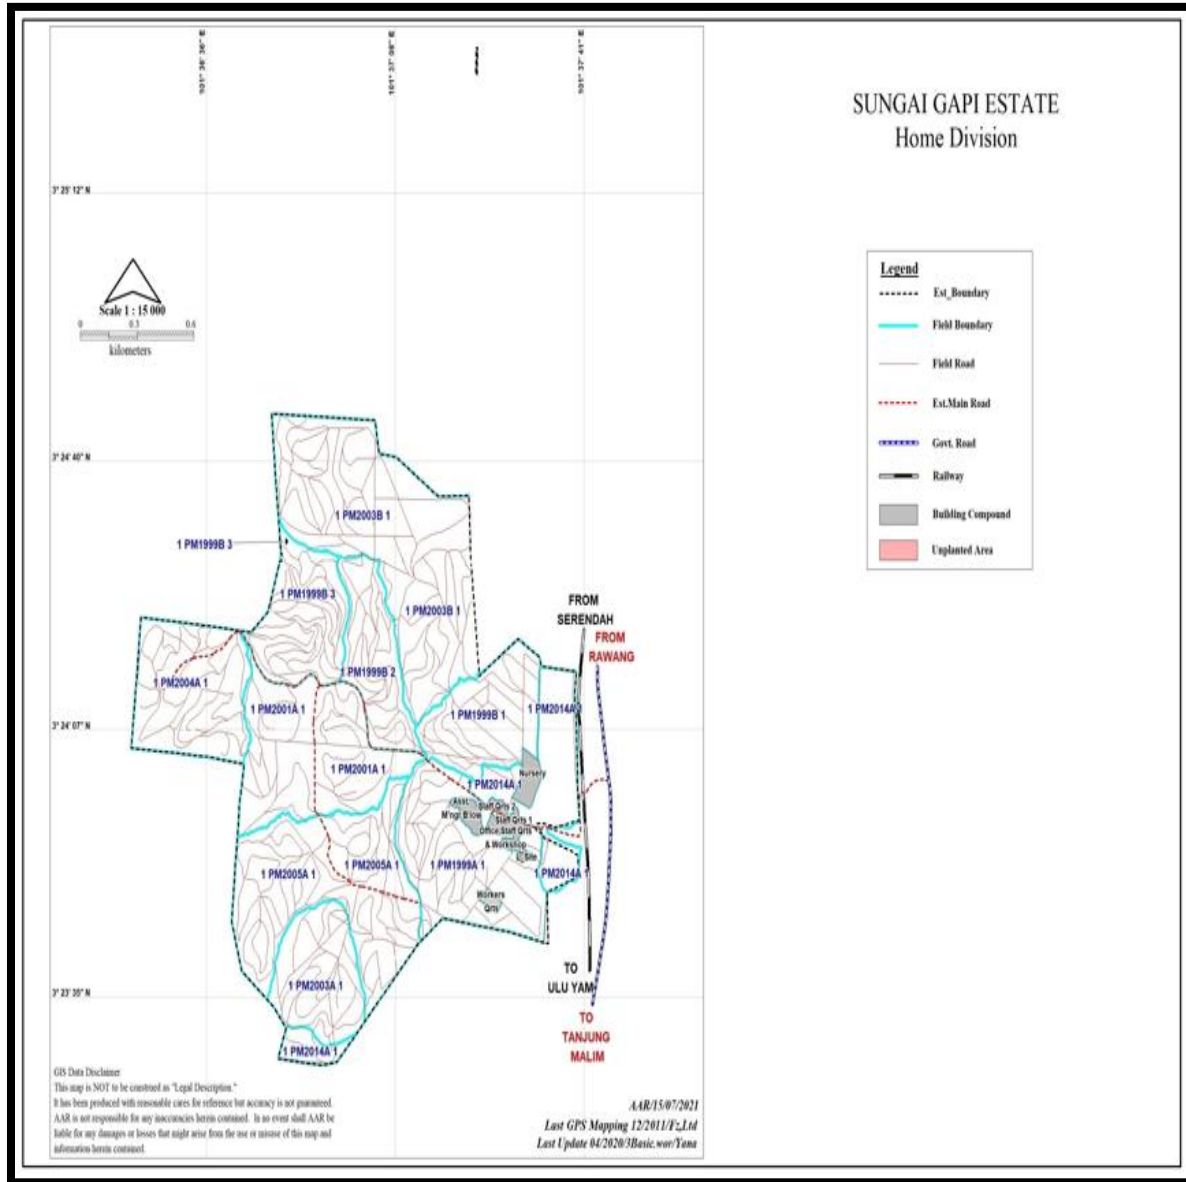 101° 36' 36" E
101° 37' 08" E
101° 37' 41" E
SUNGAI GAPI ESTATE
Home Division
3° 25' 12" N
Legend
Est_Boundary
Field Boundary
Field Road
Est.Main Road
Govt. Road
Railway
Building Compound
Unplanted Area
Scale 1 : 15 000
0 0.3 0.6
kilometers
3° 24' 40" N
1 PM2003B 1
1 PM1999B 3
1 PM1999B 3
1 PM2003B 1
FROM
SERENDAH
FROM
RAWANG
1 PM1999B 2
1 PM2004A 1
1 PM2001A 1
1 PM1999B 1
1 PM2014A 1
3° 24' 07" N
1 PM2001A 1
Nursery
1 PM2014A 1
Asst.
M'ngr B'low
Staff Qrts 2
Staff Qrts 1
Office Staff Qrts
& Workshop
L. Site
1 PM2005A 1
1 PM2005A 1
1 PM1999A 1
1 PM2014A 1
Workers
Qrts
TO
ULU YAM
1 PM2003A 1
3° 23' 35" N
TO
TANJUNG
MALIM
1 PM2014A 1
GIS Data Disclaimer
This map is NOT to be construed as "Legal Description."
It has been produced with reasonable cares for reference but accuracy is not guaranteed.
AAR is not responsible for any inaccuracies herein contained. In no event shall AAR be
liable for any damages or losses that might arise from the use or misuse of this map and
information herein contained.
AAR/15/07/2021
Last GPS Mapping 12/2011/Fz,Ltd
Last Update 04/2020/3Basic.wor/Yana